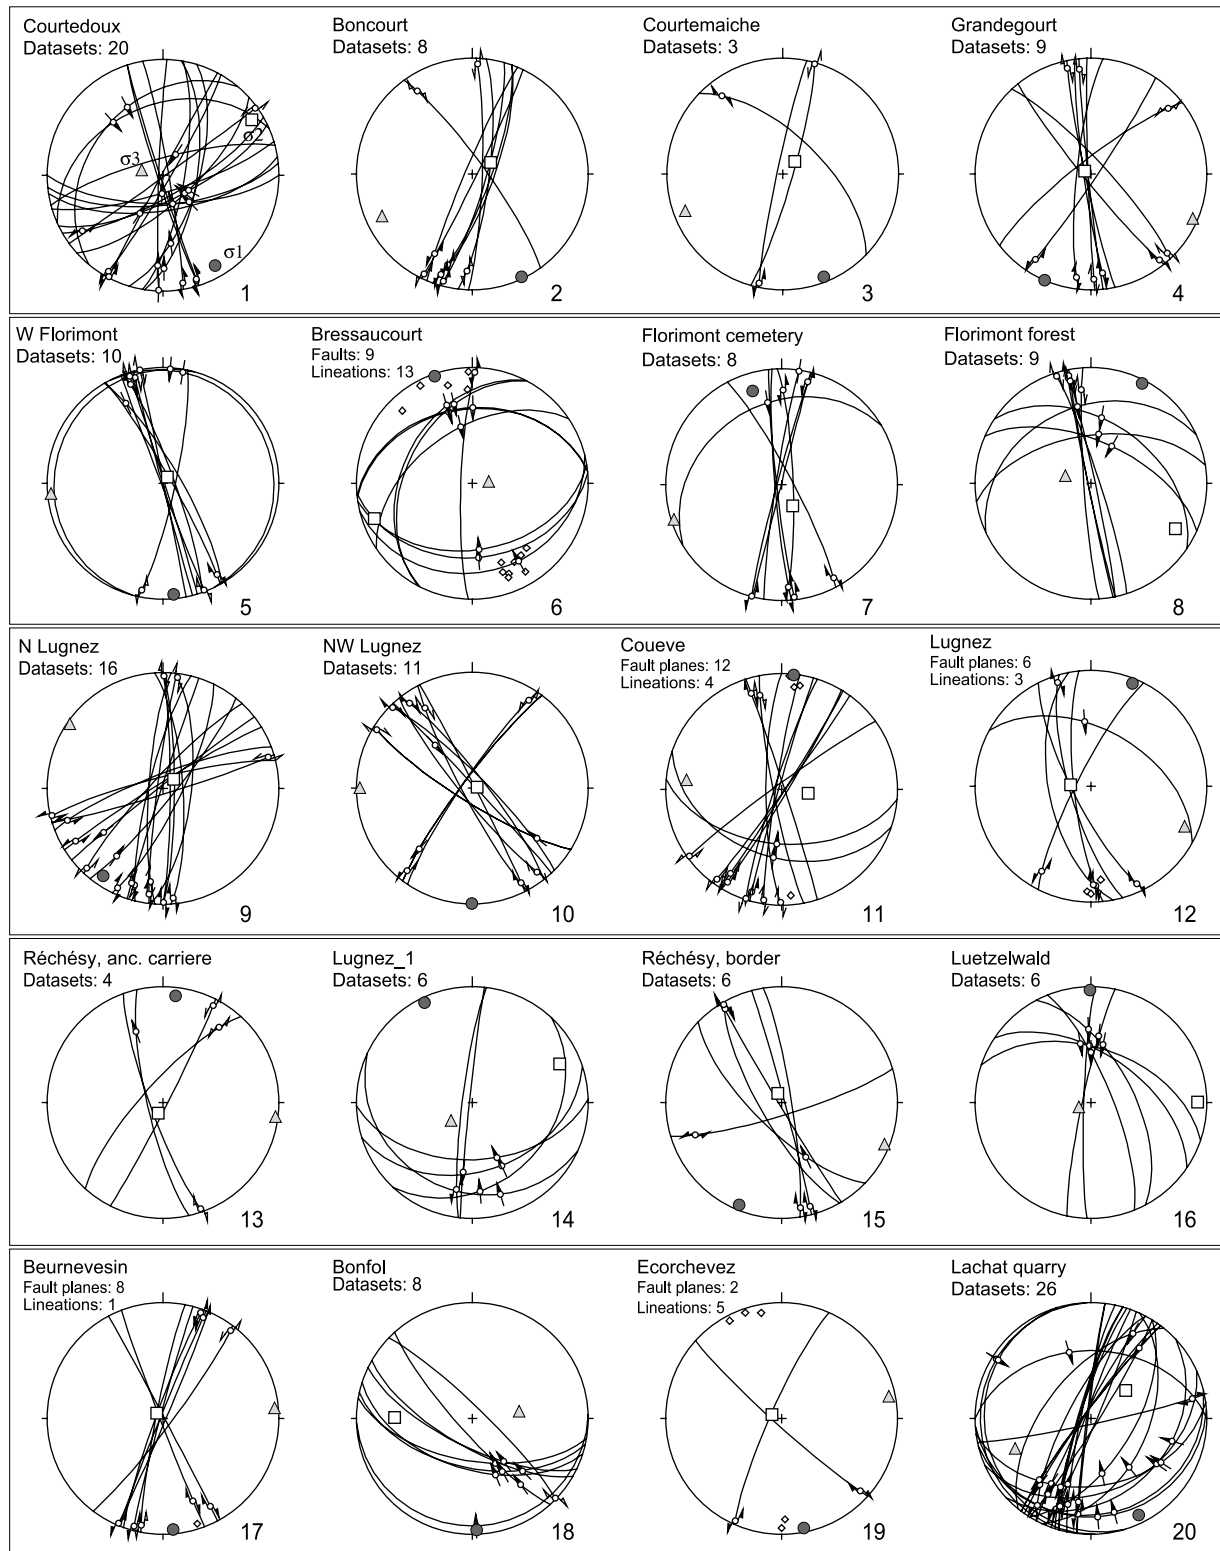 Courtedoux
Datasets: 20
σ3
σ2
σ1
1
Boncourt
Datasets: 8
2
Courtemaiche
Datasets: 3
3
Grandegourt
Datasets: 9
4
W Florimont
Datasets: 10
5
Bressaucourt
Faults: 9
Lineations: 13
6
Florimont cemetery
Datasets: 8
7
Florimont forest
Datasets: 9
8
N Lugnez
Datasets: 16
9
NW Lugnez
Datasets: 11
10
Coueve
Fault planes: 12
Lineations: 4
11
Lugnez
Fault planes: 6
Lineations: 3
12
Réchésy, anc. carriere
Datasets: 4
13
Lugnez_1
Datasets: 6
14
Réchésy, border
Datasets: 6
15
Luetzelwald
Datasets: 6
16
Beurnevesin
Fault planes: 8
Lineations: 1
17
Bonfol
Datasets: 8
18
Ecorchevez
Fault planes: 2
Lineations: 5
19
Lachat quarry
Datasets: 26
20